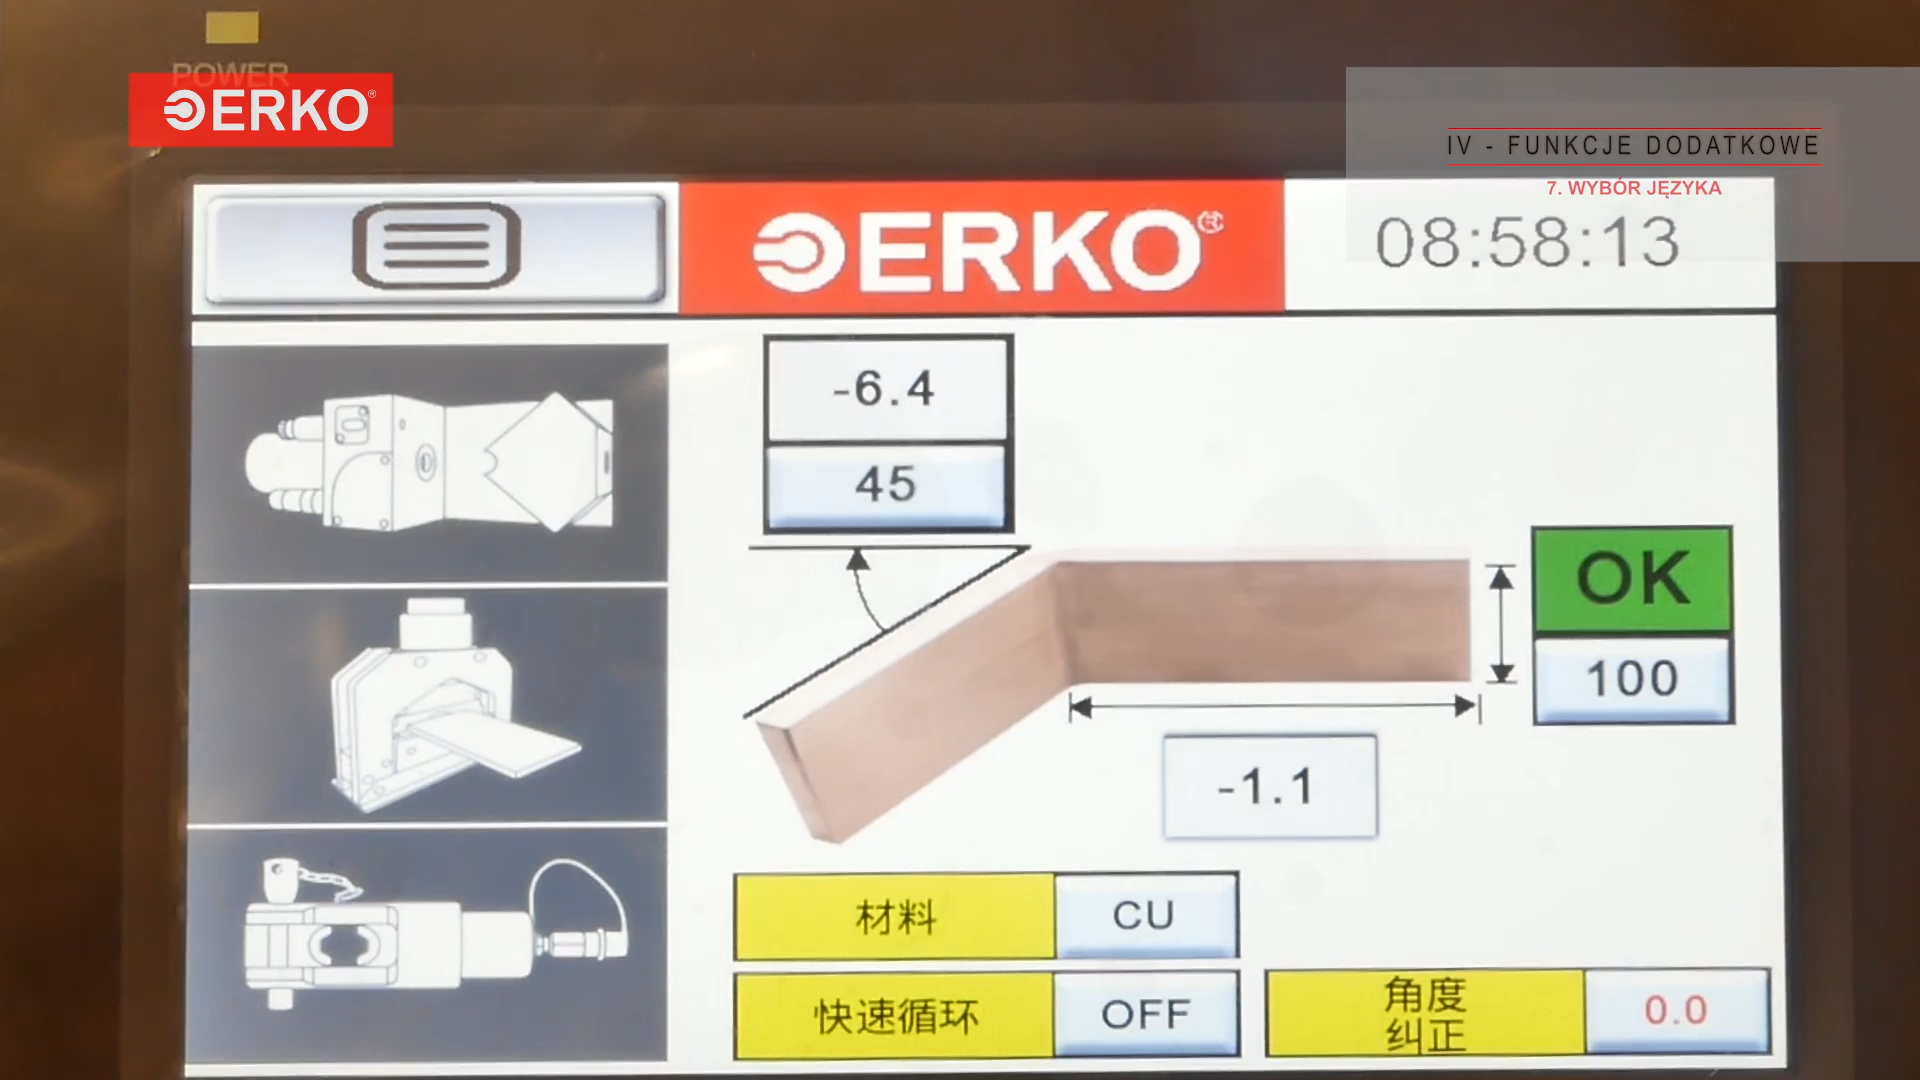 POWER
ERKO®
IV - FUNKCJE DODATKOWE
7. WYBÓR JĘZYKA
ERKO®
08:58:13
-6.4
45
OK
100
-1.1
材料 CU
快速循环 OFF
角度
纠正
0.0